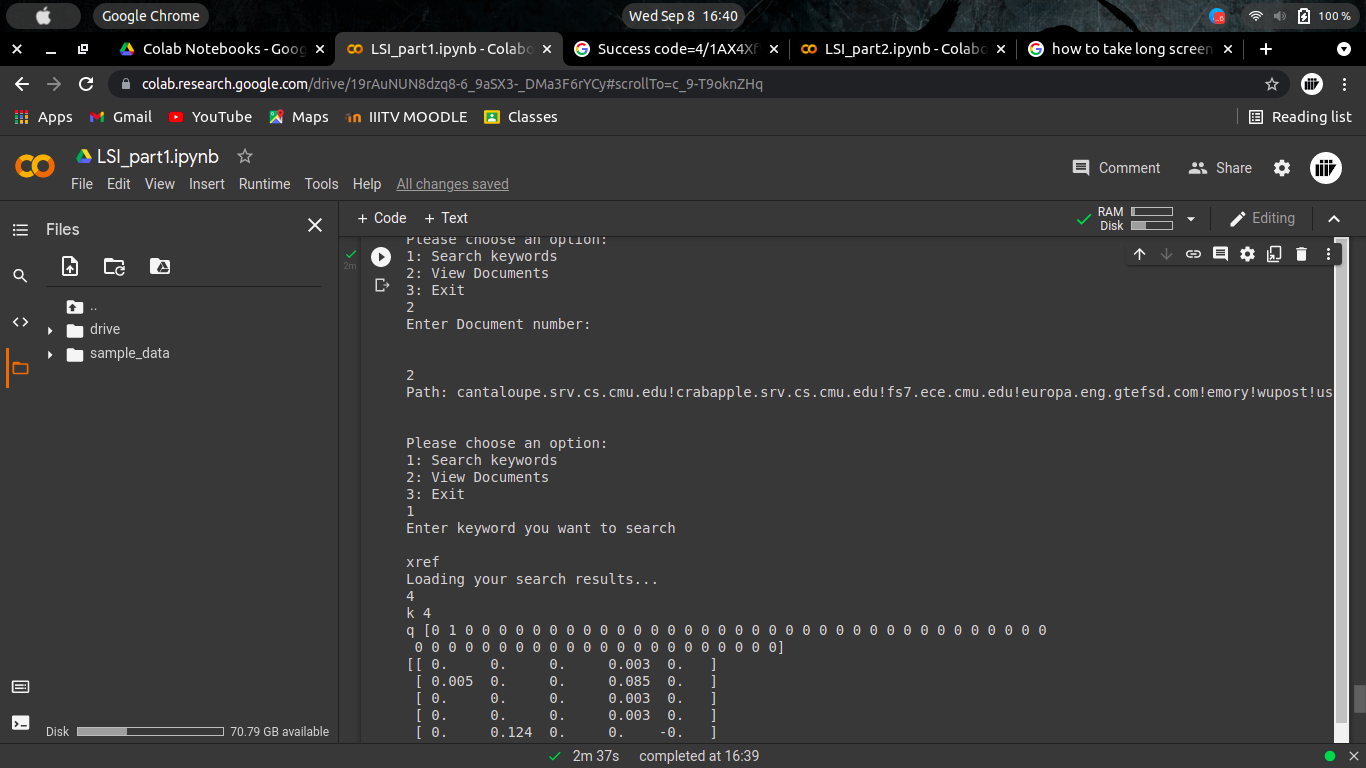 Google Chrome
Wed Sep 8 16:40
100 %
Colab Notebooks - Goog
LSI_part1.ipynb - Colabo
Success code=4/1AX4Xf
LSI_part2.ipynb - Colabo
how to take long screen
colab.research.google.com/drive/19rAuNUN8dzq8-6_9aSX3-_DMa3F6rYCy#scrollTo=c_9-T9oknZHq
Apps Gmail YouTube Maps IIITV MOODLE Classes Reading list
LSI_part1.ipynb
Comment Share
File Edit View Insert Runtime Tools Help All changes saved
Files
+ Code + Text
RAM
Disk
Editing
..
drive
sample_data
2m
Please choose an option:
1: Search keywords
2: View Documents
3: Exit
2
Enter Document number:
2
Path: cantaloupe.srv.cs.cmu.edu!crabapple.srv.cs.cmu.edu!fs7.ece.cmu.edu!europa.eng.gtefsd.com!emory!wupost!us
Please choose an option:
1: Search keywords
2: View Documents
3: Exit
1
Enter keyword you want to search
xref
Loading your search results...
4
k 4
q [0 1 0 0 0 0 0 0 0 0 0 0 0 0 0 0 0 0 0 0 0 0 0 0 0 0 0 0 0 0 0 0 0 0 0 0 0
0 0 0 0 0 0 0 0 0 0 0 0 0 0 0 0 0 0 0 0 0 0]
[[ 0. 0. 0. 0.003 0. ]
[ 0.005 0. 0. 0.085 0. ]
[ 0. 0. 0. 0.003 0. ]
[ 0. 0. 0. 0.003 0. ]
[ 0. 0.124 0. 0. -0. ]
Disk 70.79 GB available
2m 37s completed at 16:39